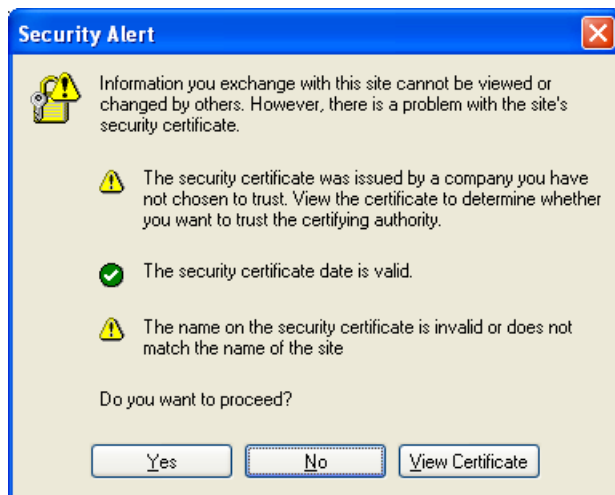 Security Alert
Information you exchange with this site cannot be viewed or
changed by others. However, there is a problem with the site's
security certificate.
The security certificate was issued by a company you have
not chosen to trust. View the certificate to determine whether
you want to trust the certifying authority.
The security certificate date is valid.
The name on the security certificate is invalid or does not
match the name of the site
Do you want to proceed?
Yes No View Certificate